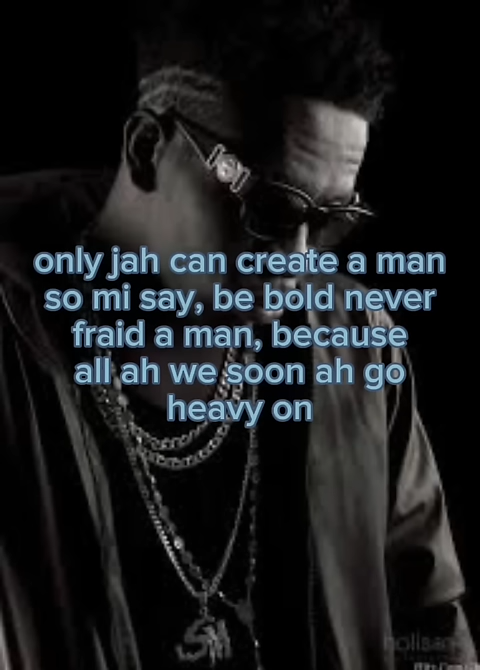 only jah can create a man
so mi say, be bold never
fraid a man, because
all ah we soon ah go
heavy on
SM